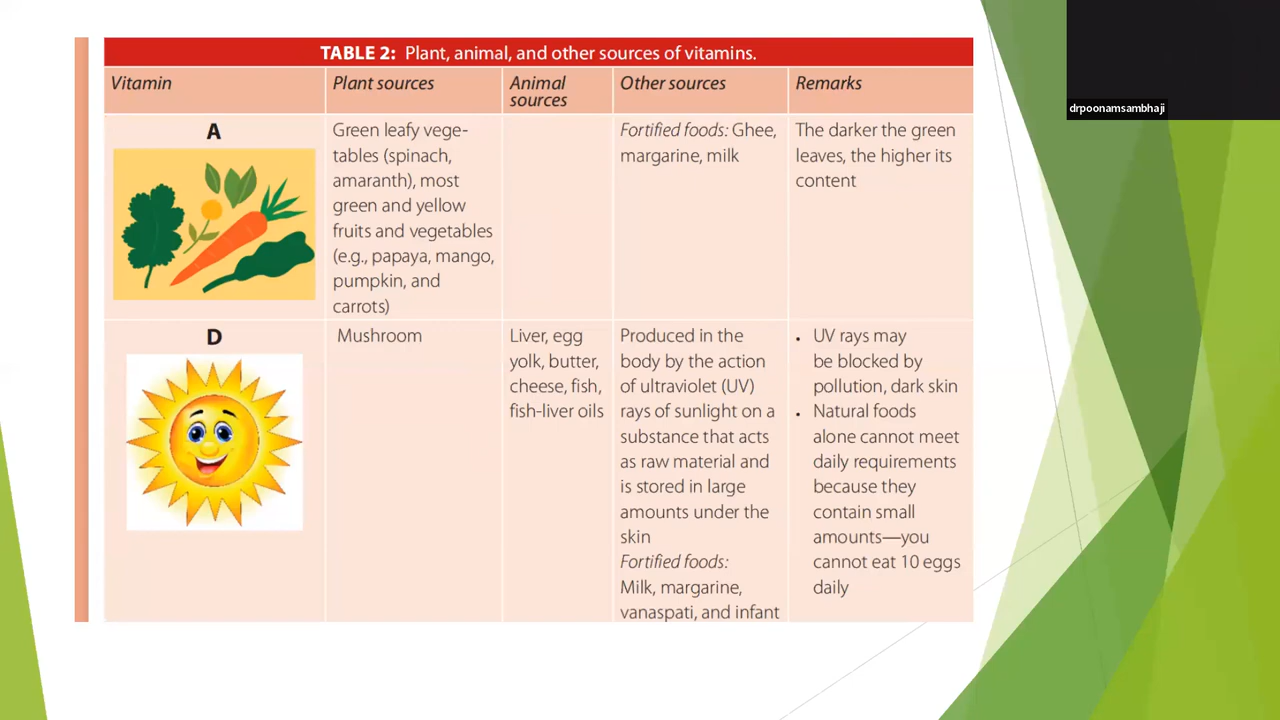 TABLE 2: Plant, animal, and other sources of vitamins.
Vitamin
Plant sources
Animal
sources
Other sources
Remarks
A
Green leafy vege-
tables (spinach,
amaranth), most
green and yellow
fruits and vegetables
(e.g., papaya, mango,
pumpkin, and
carrots)
Fortified foods: Ghee,
margarine, milk
The darker the green
leaves, the higher its
content
D
Mushroom
Liver, egg
yolk, butter,
cheese, fish,
fish-liver oils
Produced in the
body by the action
of ultraviolet (UV)
rays of sunlight on a
substance that acts
as raw material and
is stored in large
amounts under the
skin
Fortified foods:
Milk, margarine,
vanaspati, and infant
• UV rays may
be blocked by
pollution, dark skin
• Natural foods
alone cannot meet
daily requirements
because they
contain small
amounts—you
cannot eat 10 eggs
daily
drpoonamsambhaji